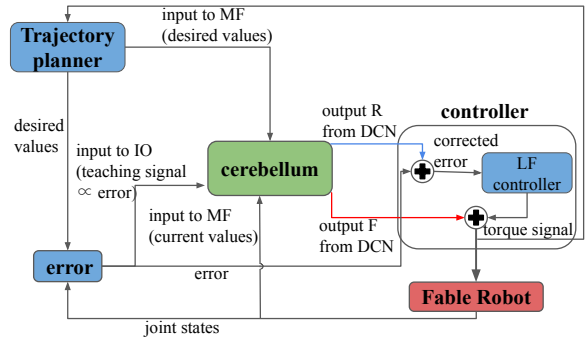 input to MF
(desired values)
Trajectory
planner
desired
values
input to IO
(teaching signal
∝ error)
cerebellum
output R
from DCN
controller
corrected
error
LF
controller
input to MF
(current values)
output F
from DCN
torque signal
error
error
Fable Robot
joint states